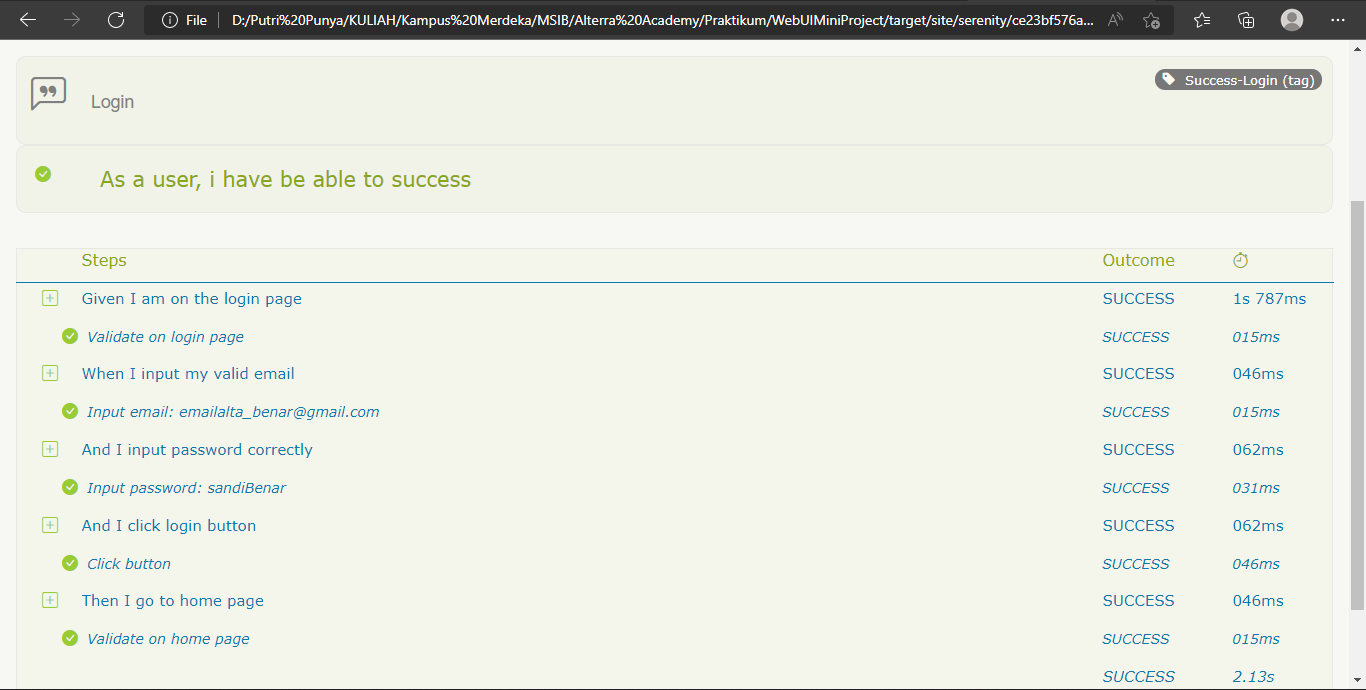 File D:/Putri%20Punya/KULIAH/Kampus%20Merdeka/MSIB/Alterra%20Academy/Praktikum/WebUIMiniProject/target/site/serenity/ce23bf576a...
Success-Login (tag)
Login
As a user, i have be able to success
Steps Outcome
Given I am on the login page SUCCESS 1s 787ms
Validate on login page SUCCESS 015ms
When I input my valid email SUCCESS 046ms
Input email: emailalta_benar@gmail.com SUCCESS 015ms
And I input password correctly SUCCESS 062ms
Input password: sandiBenar SUCCESS 031ms
And I click login button SUCCESS 062ms
Click button SUCCESS 046ms
Then I go to home page SUCCESS 046ms
Validate on home page SUCCESS 015ms
SUCCESS 2.13s